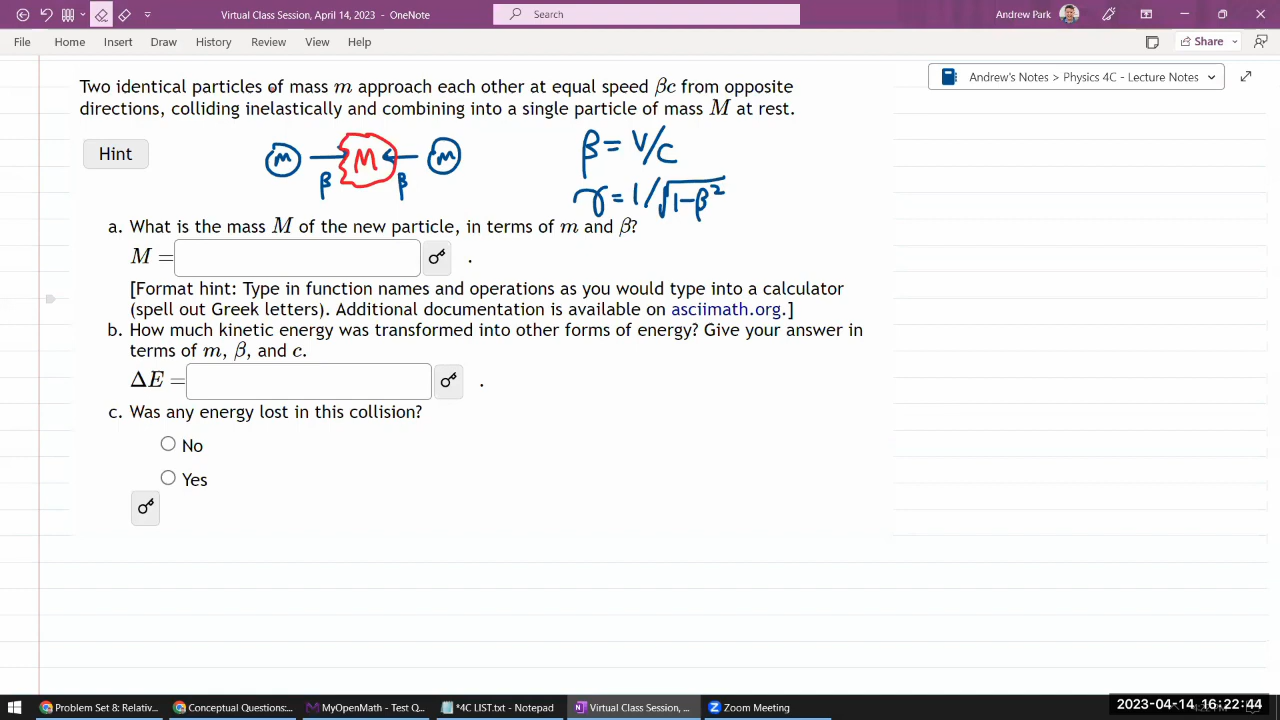 Virtual Class Session, April 14, 2023 - OneNote
Search
Andrew Park
File Home Insert Draw History Review View Help
Share
Two identical particles of mass m approach each other at equal speed βc from opposite
directions, colliding inelastically and combining into a single particle of mass M at rest.
Andrew's Notes > Physics 4C - Lecture Notes
Hint
m M m
β β
β = V/C
γ = 1/√1-β²
a. What is the mass M of the new particle, in terms of m and β?
M = .
[Format hint: Type in function names and operations as you would type into a calculator
(spell out Greek letters). Additional documentation is available on asciimath.org.]
b. How much kinetic energy was transformed into other forms of energy? Give your answer in
terms of m, β, and c.
ΔE = .
c. Was any energy lost in this collision?
No
Yes
Problem Set 8: Relativ... Conceptual Questions:... MyOpenMath - Test Q... *4C LIST.txt - Notepad Virtual Class Session, ... Zoom Meeting
2023-04-14 16:22:44